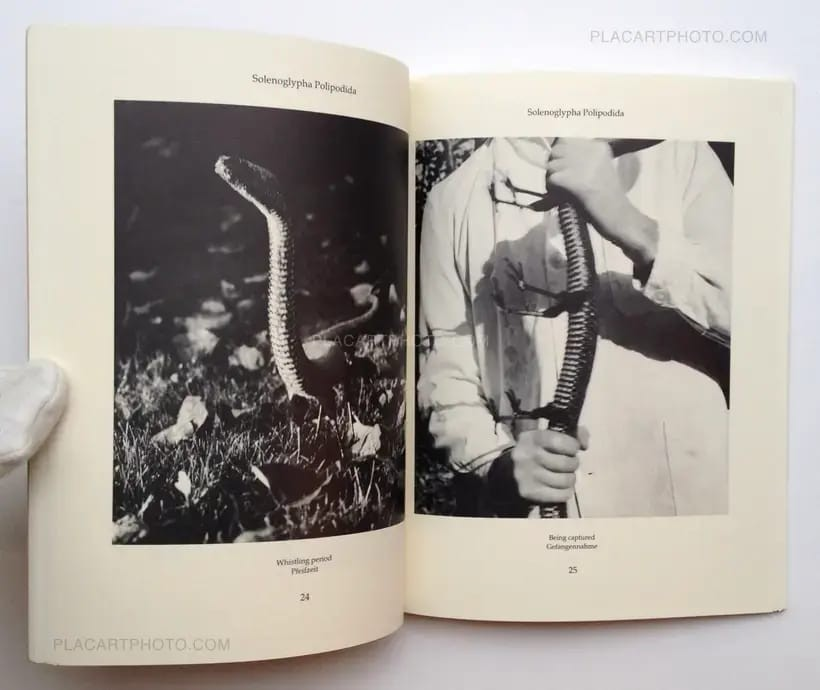 PLACARTPHOTO.COM
Solenoglypha Polipodida
Whistling period
Pfeifzeit
24
Solenoglypha Polipodida
Being captured
Gefangennahme
25
PLACARTPHOTO.COM
PLACARTPHOTO.COM